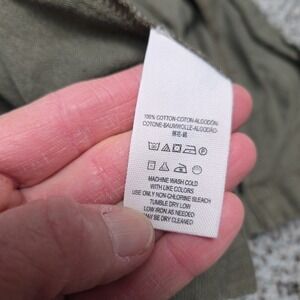 100% COTTON-COTON-ALGODÓN-
COTONE-BAUMWOLLE-ALGODÃO-
MACHINE WASH COLD
WITH LIKE COLORS
USE ONLY NON-CHLORINE BLEACH
TUMBLE DRY LOW
LOW IRON AS NEEDED
MAY BE DRY CLEANED